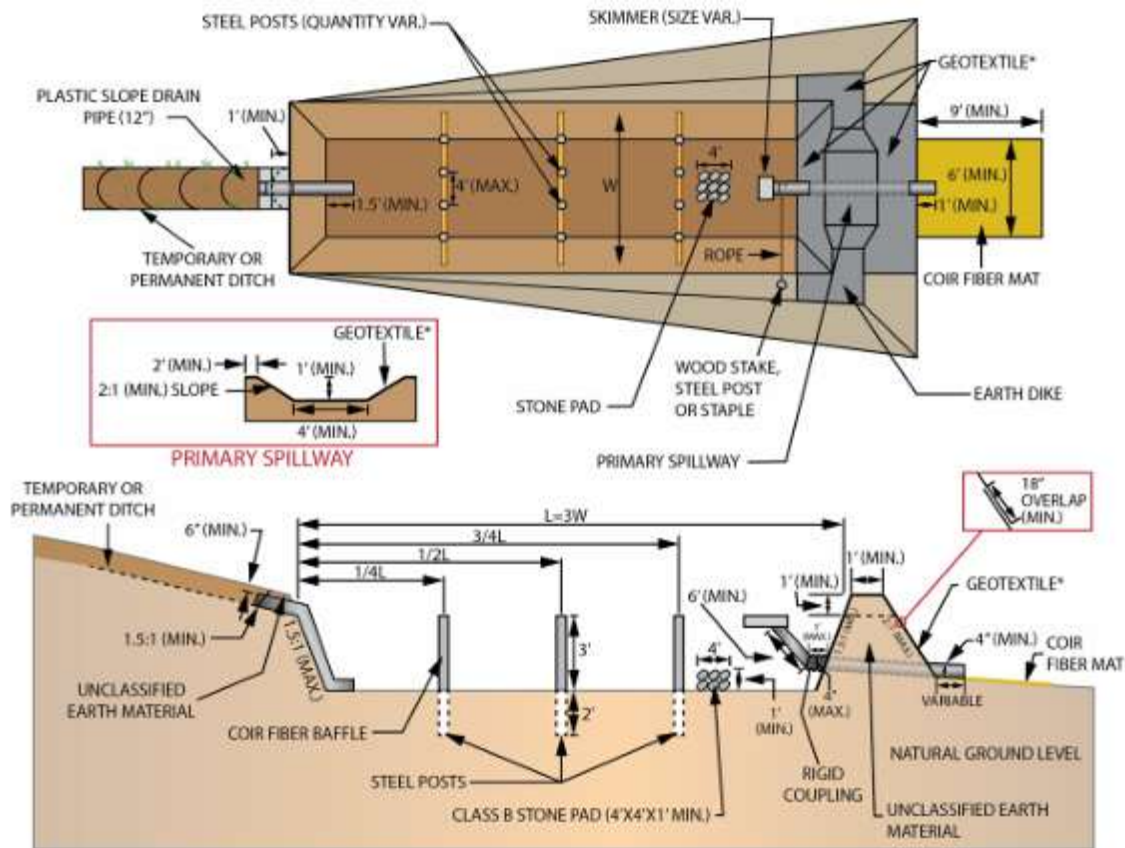 STEEL POSTS (QUANTITY VAR.)
SKIMMER (SIZE VAR.)
GEOTEXTILE*
PLASTIC SLOPE DRAIN
PIPE (12")
1' (MIN.)
9' (MIN.)
4'
4' (MAX.)
W
6' (MIN.)
1.5' (MIN.)
1' (MIN.)
ROPE
TEMPORARY OR
PERMANENT DITCH
COIR FIBER MAT
GEOTEXTILE*
2' (MIN.)
1' (MIN.)
2:1 (MIN.) SLOPE
4' (MIN.)
PRIMARY SPILLWAY
STONE PAD
WOOD STAKE,
STEEL POST
OR STAPLE
EARTH DIKE
PRIMARY SPILLWAY
TEMPORARY OR
PERMANENT DITCH
18"
OVERLAP
(MIN.)
6" (MIN.)
L=3W
3/4L
1/2L
1/4L
1' (MIN.)
1' (MIN.)
GEOTEXTILE*
6' (MIN.)
1.5:1 (MIN.)
1.5:1 (MAX.)
3'
4'
(MAX.)
4" (MIN.)
COIR
FIBER MAT
UNCLASSIFIED
EARTH MATERIAL
2'
1'
(MIN.)
4"
(MAX.)
VARIABLE
COIR FIBER BAFFLE
NATURAL GROUND LEVEL
STEEL POSTS
RIGID
COUPLING
CLASS B STONE PAD (4'X4'X1' MIN.)
UNCLASSIFIED EARTH
MATERIAL